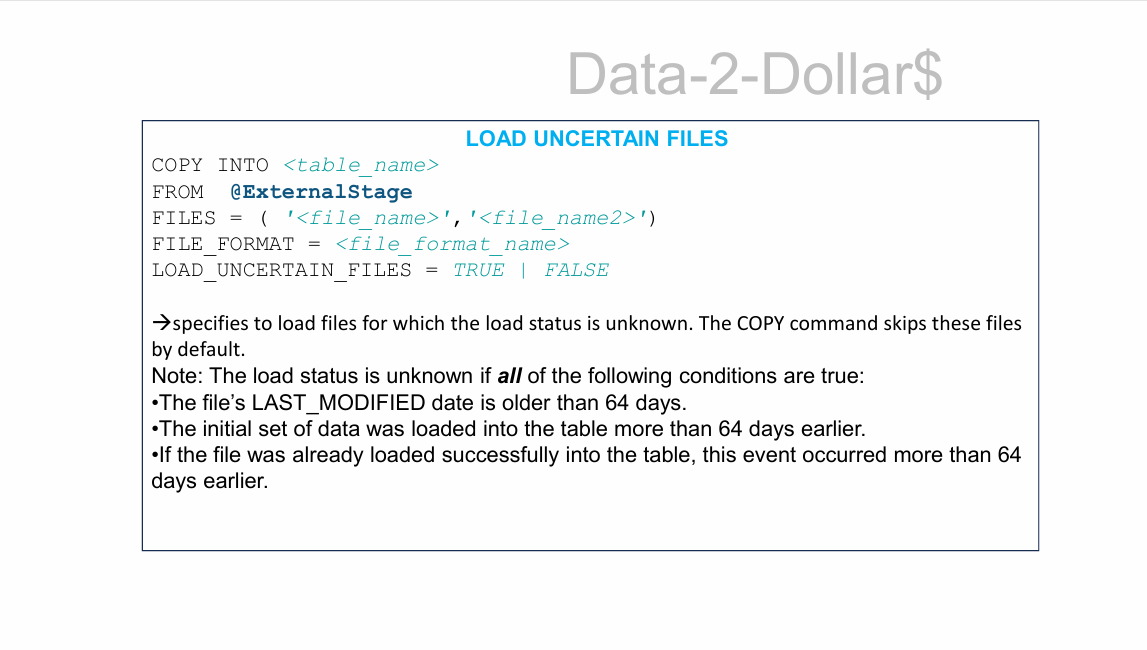 Data-2-Dollar$
LOAD UNCERTAIN FILES
COPY INTO <table_name>
FROM @ExternalStage
FILES = ( '<file_name>','<file_name2>')
FILE_FORMAT = <file_format_name>
LOAD_UNCERTAIN_FILES = TRUE | FALSE
→specifies to load files for which the load status is unknown. The COPY command skips these files
by default.
Note: The load status is unknown if all of the following conditions are true:
•The file’s LAST_MODIFIED date is older than 64 days.
•The initial set of data was loaded into the table more than 64 days earlier.
•If the file was already loaded successfully into the table, this event occurred more than 64
days earlier.